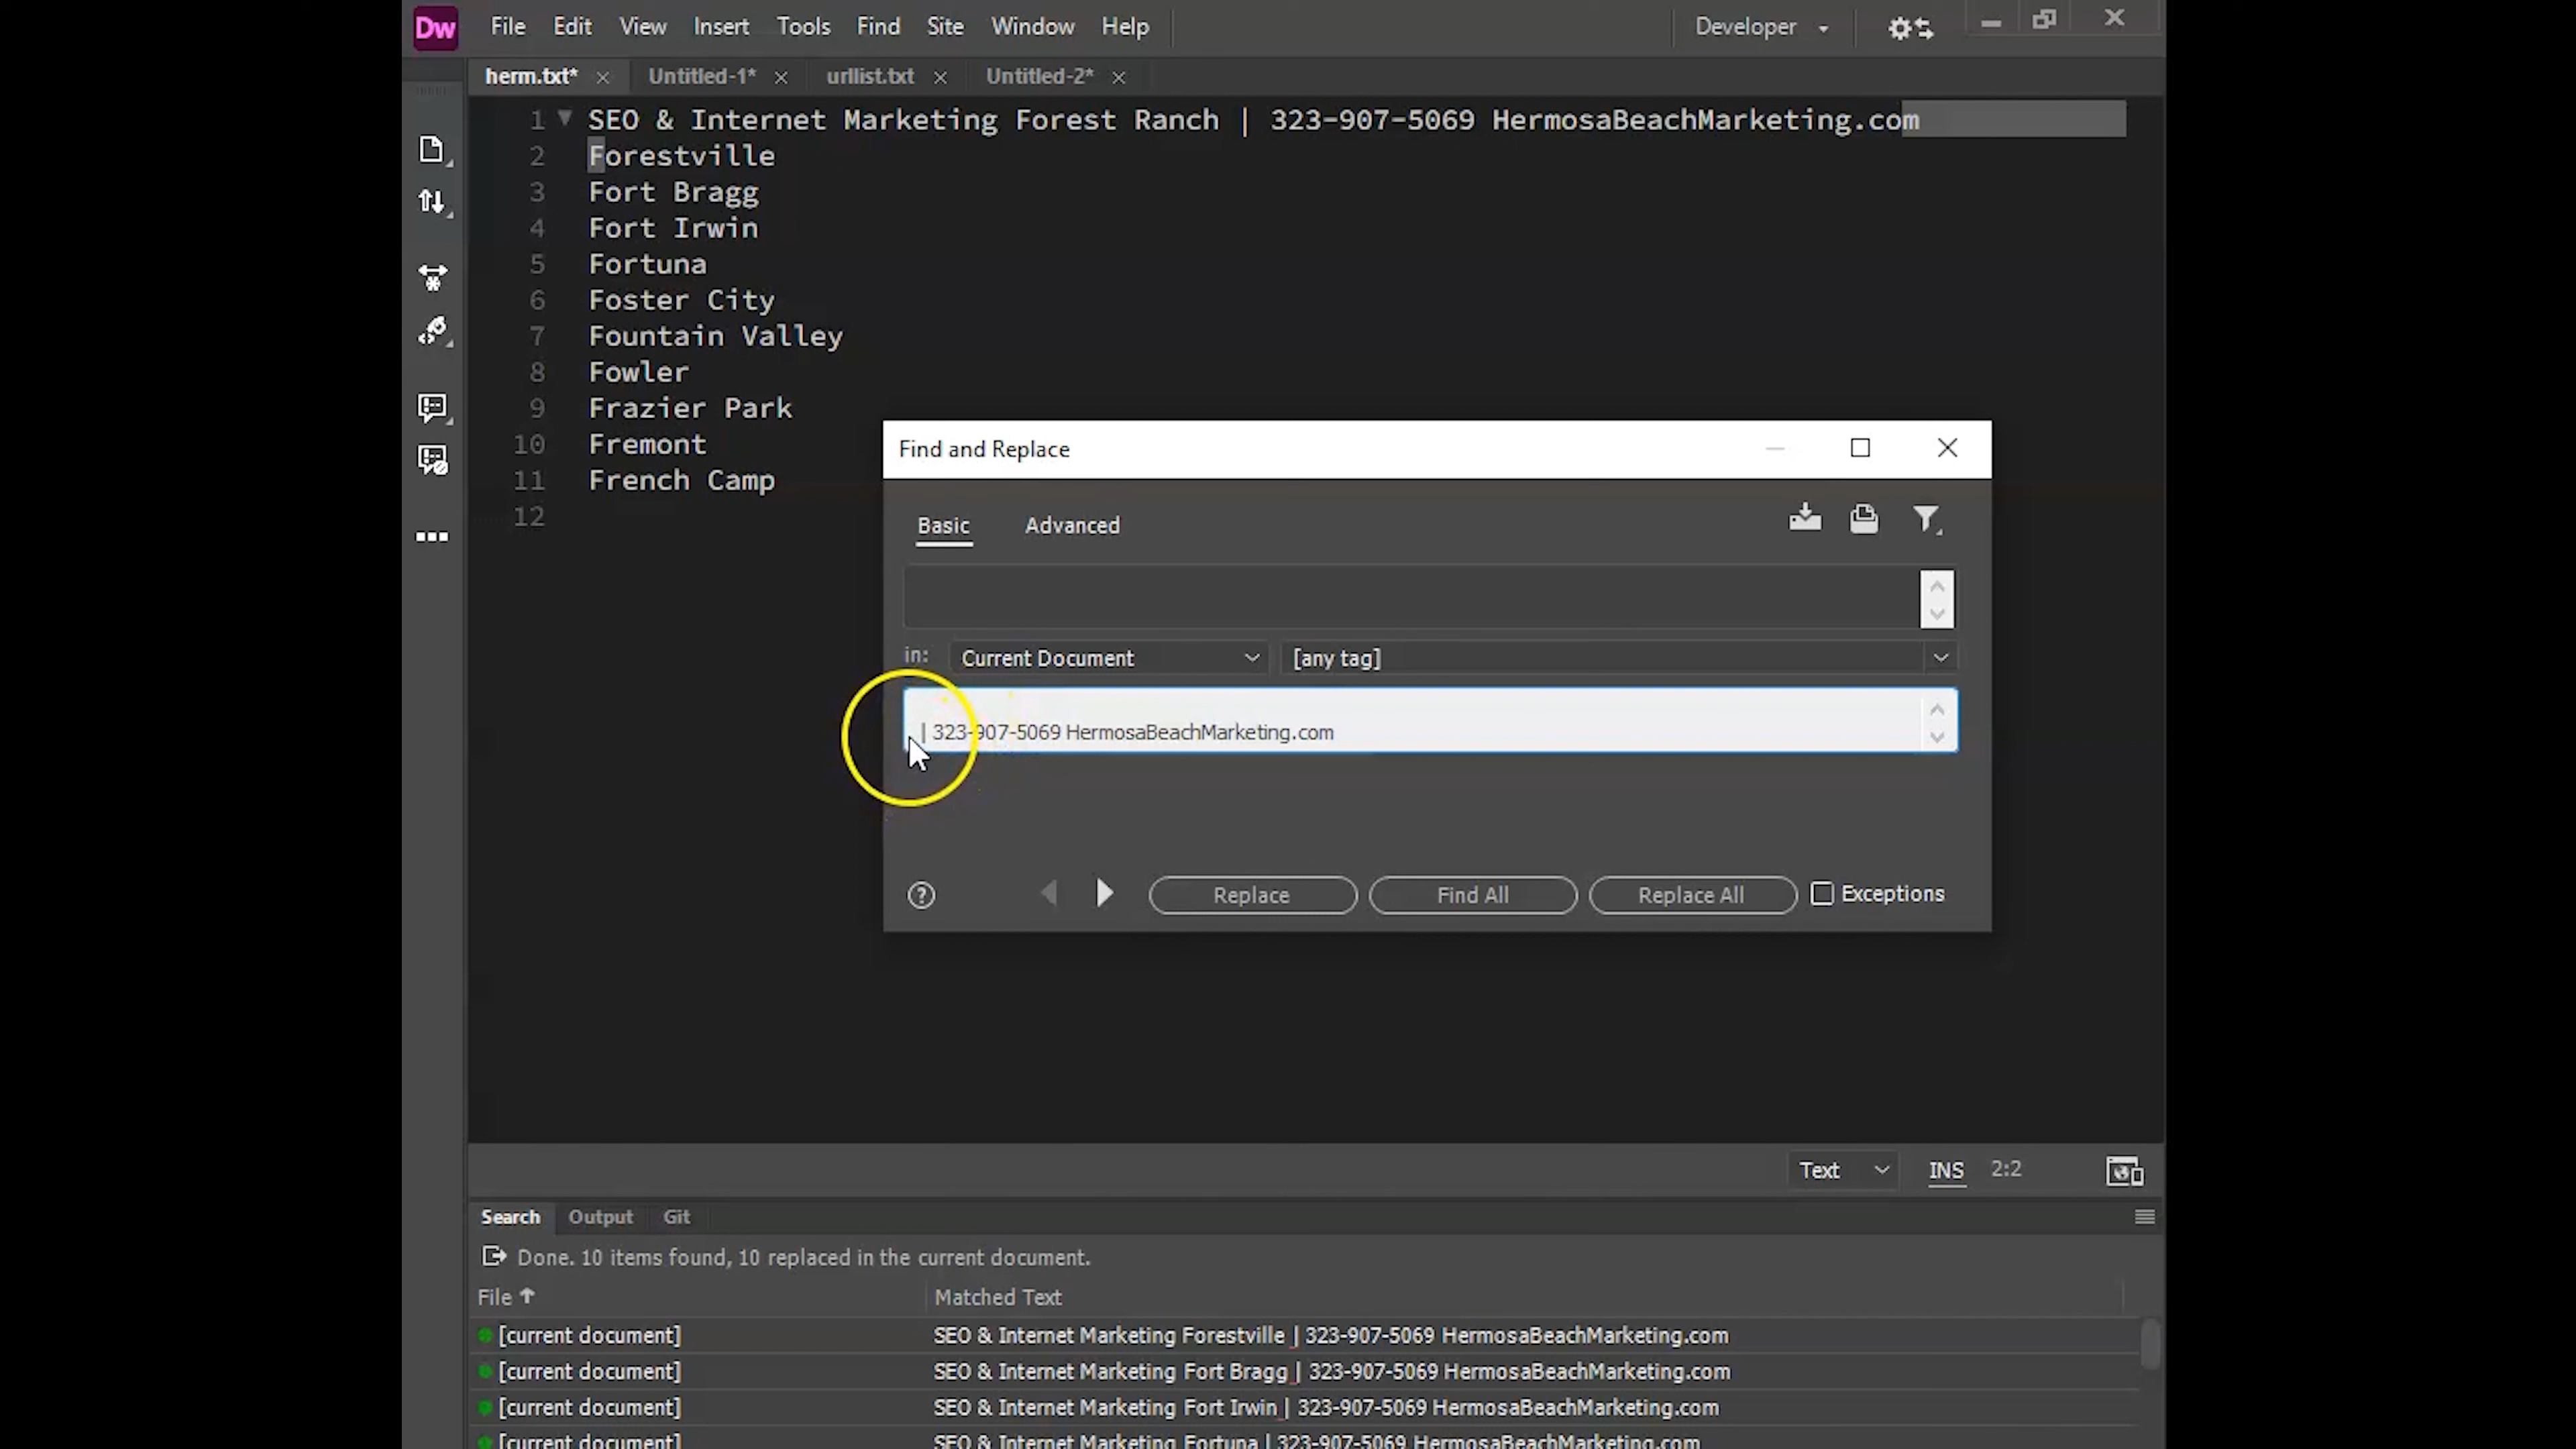 Dw File Edit View Insert Tools Find Site Window Help Developer
herm.txt* Untitled-1* urllist.txt Untitled-2*
1 SEO & Internet Marketing Forest Ranch | 323-907-5069 HermosaBeachMarketing.com
2 Forestville
3 Fort Bragg
4 Fort Irwin
5 Fortuna
6 Foster City
7 Fountain Valley
8 Fowler
9 Frazier Park
10 Fremont
11 French Camp
12
Find and Replace
Basic Advanced
in: Current Document [any tag]
| 323-907-5069 HermosaBeachMarketing.com
Replace Find All Replace All Exceptions
Text INS 2:2
Search Output Git
Done. 10 items found, 10 replaced in the current document.
File Matched Text
[current document] SEO & Internet Marketing Forestville | 323-907-5069 HermosaBeachMarketing.com
[current document] SEO & Internet Marketing Fort Bragg | 323-907-5069 HermosaBeachMarketing.com
[current document] SEO & Internet Marketing Fort Irwin | 323-907-5069 HermosaBeachMarketing.com
[current document] SEO & Internet Marketing Fortuna | 323-907-5069 HermosaBeachMarketing.com